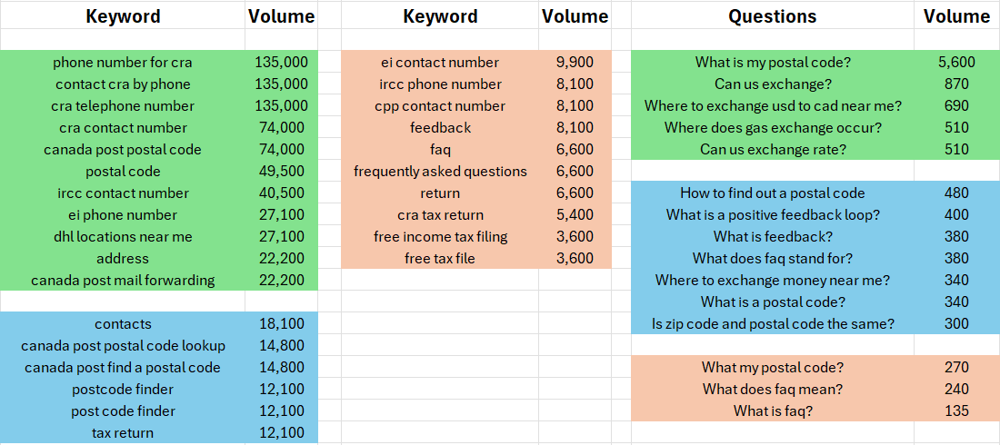 Keyword Volume Keyword Volume Questions Volume
phone number for cra 135,000 ei contact number 9,900 What is my postal code? 5,600
contact cra by phone 135,000 ircc phone number 8,100 Can us exchange? 870
cra telephone number 135,000 cpp contact number 8,100 Where to exchange usd to cad near me? 690
cra contact number 74,000 feedback 8,100 Where does gas exchange occur? 510
canada post postal code 74,000 faq 6,600 Can us exchange rate? 510
postal code 49,500 frequently asked questions 6,600
ircc contact number 40,500 return 6,600 How to find out a postal code 480
ei phone number 27,100 cra tax return 5,400 What is a positive feedback loop? 400
dhl locations near me 27,100 free income tax filing 3,600 What is feedback? 380
address 22,200 free tax file 3,600 What does faq stand for? 380
canada post mail forwarding 22,200 Where to exchange money near me? 340
What is a postal code? 340
contacts 18,100 Is zip code and postal code the same? 300
canada post postal code lookup 14,800
canada post find a postal code 14,800 What my postal code? 270
postcode finder 12,100 What does faq mean? 240
post code finder 12,100 What is faq? 135
tax return 12,100